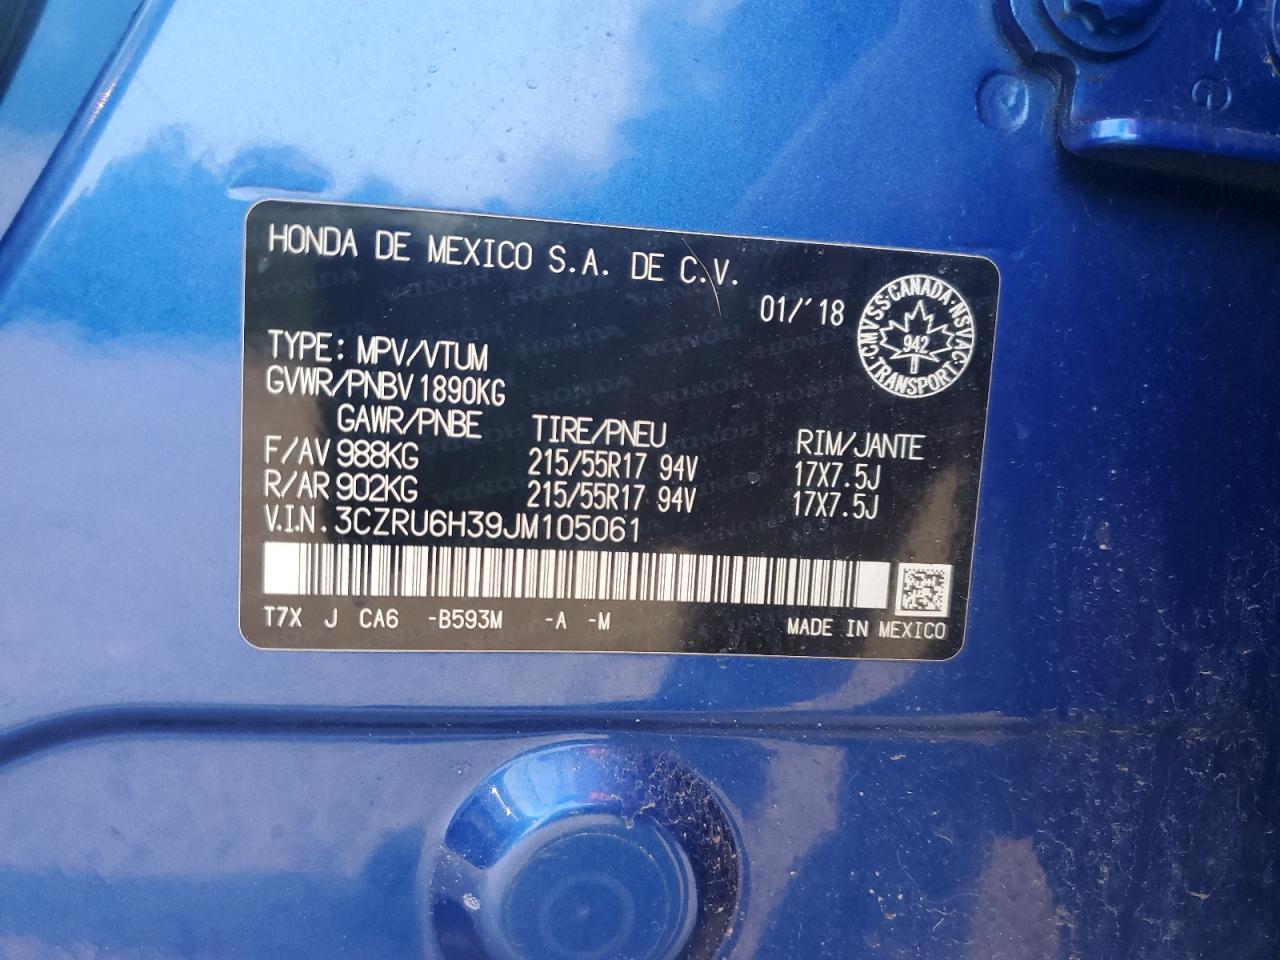 HONDA DE MEXICO S.A. DE C.V.
01/'18
CMVSS·CANADA·NSVAC·TRANSPORT·
942
TYPE: MPV/VTUM
GVWR/PNBV 1890KG
GAWR/PNBE TIRE/PNEU RIM/JANTE
F/AV 988KG 215/55R17 94V 17X7.5J
R/AR 902KG 215/55R17 94V 17X7.5J
V.I.N. 3CZRU6H39JM105061
T7X J CA6 -B593M -A -M MADE IN MEXICO